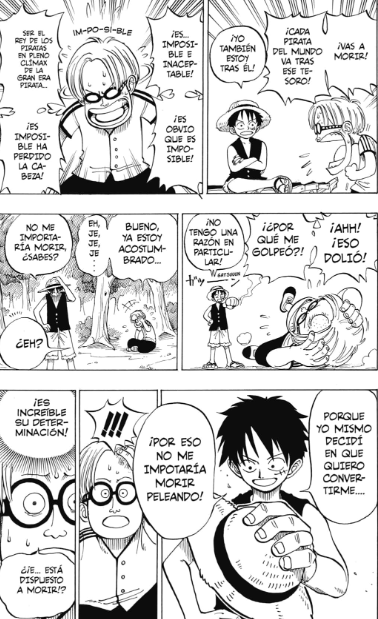 ¡VAS A
MORIR!
¡CADA
PIRATA
DEL MUNDO
VA TRAS
ESE TE-
SORO!
¡YO
TAMBIÉN
ESTOY
TRAS ÉL!
¡ES...
IMPOSI-
BLE E
INACEP-
TABLE!
IM-PO-SI-BLE
SER EL
REY DE LOS
PIRATAS
EN PLENO
CLÍMAX
DE LA
GRAN ERA
PIRATA...
¡ES
OBVIO
QUE ES
IMPO-
SIBLE!
¡ES
IMPOSI-
BLE HA
PERDIDO
LA CA-
BEZA!
¡AHH!
¡ESO
DOLIÓ!
¡¿POR
QUÉ ME
GOLPEÓ?!
¡NO
TENGO UNA
RAZÓN EN
PARTICU-
LAR!
BUENO,
YA ESTOY
ACOSTUM-
BRADO...
EH,
JE,
JE,
JE
...
NO ME
IMPORTA-
RÍA MORIR,
¿SABES?
¿EH?
PORQUE
YO MISMO
DECIDÍ
EN QUE
QUIERO
CONVER-
TIRME....
¡POR ESO
NO ME
IMPOTARÍA
MORIR
PELEANDO!
!!!
¡ES
INCREÍBLE
SU DETER-
MINACIÓN!
¿¡E... ESTÁ
DISPUESTO
A MORIR!?